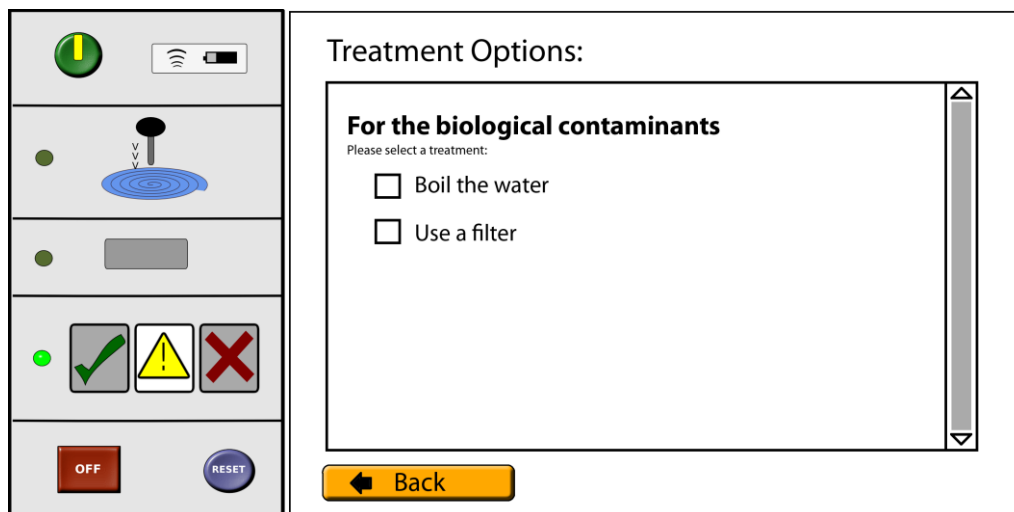 Treatment Options:
For the biological contaminants
Please select a treatment:
Boil the water
Use a filter
OFF
RESET
Back